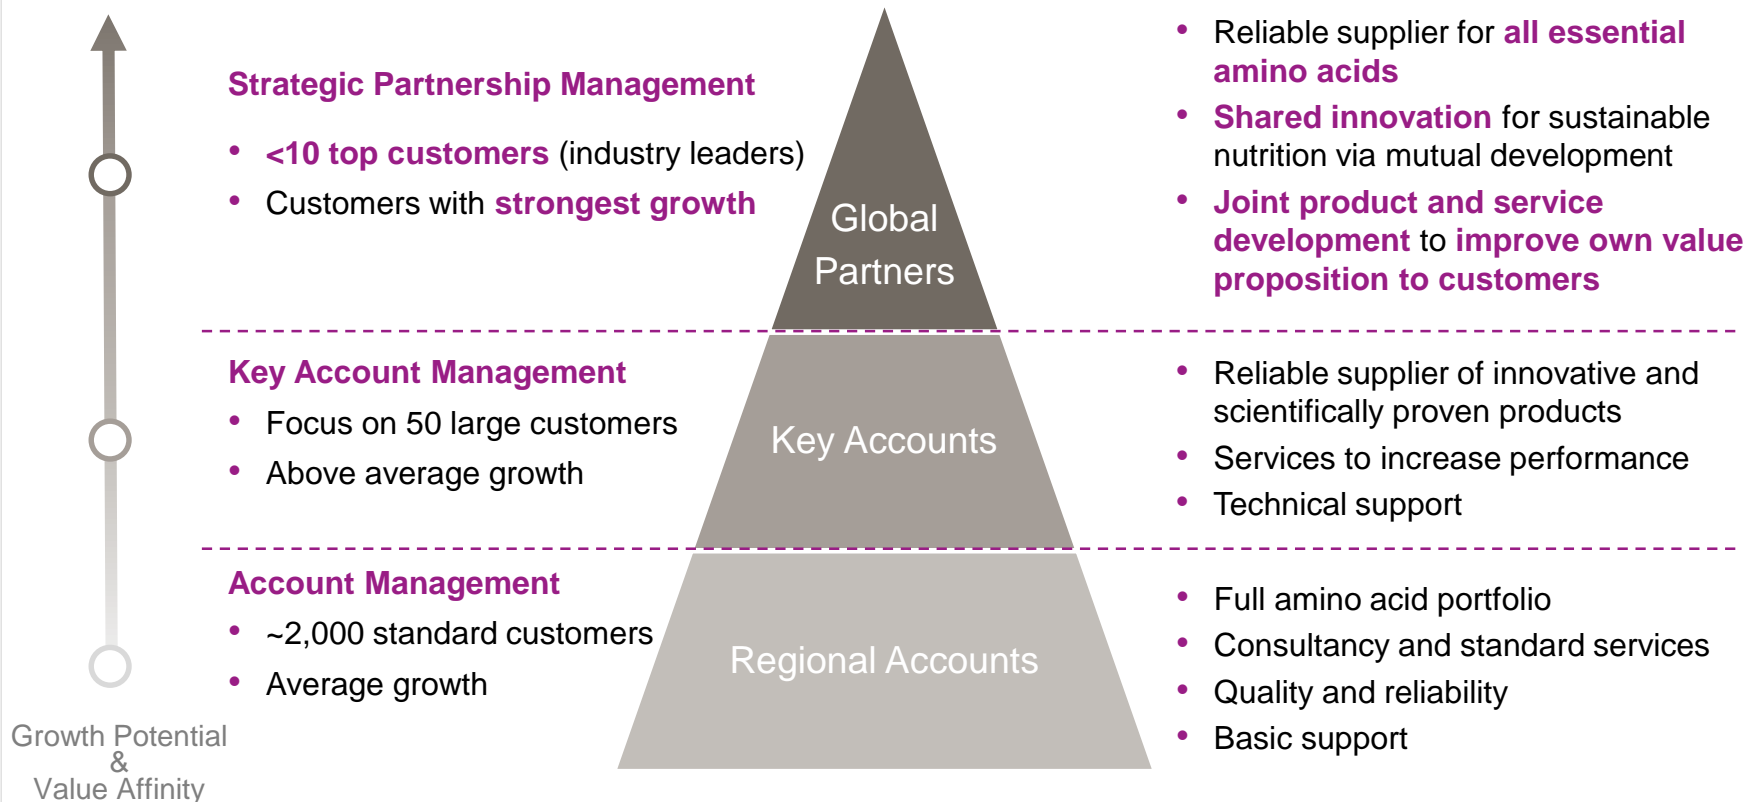 Strategic Partnership Management
• <10 top customers (industry leaders)
• Customers with strongest growth
Global
Partners
• Reliable supplier for all essential
amino acids
• Shared innovation for sustainable
nutrition via mutual development
• Joint product and service
development to improve own value
proposition to customers
Key Account Management
• Focus on 50 large customers
• Above average growth
Key Accounts
• Reliable supplier of innovative and
scientifically proven products
• Services to increase performance
• Technical support
Account Management
• ~2,000 standard customers
• Average growth
Regional Accounts
• Full amino acid portfolio
• Consultancy and standard services
• Quality and reliability
• Basic support
Growth Potential
&
Value Affinity